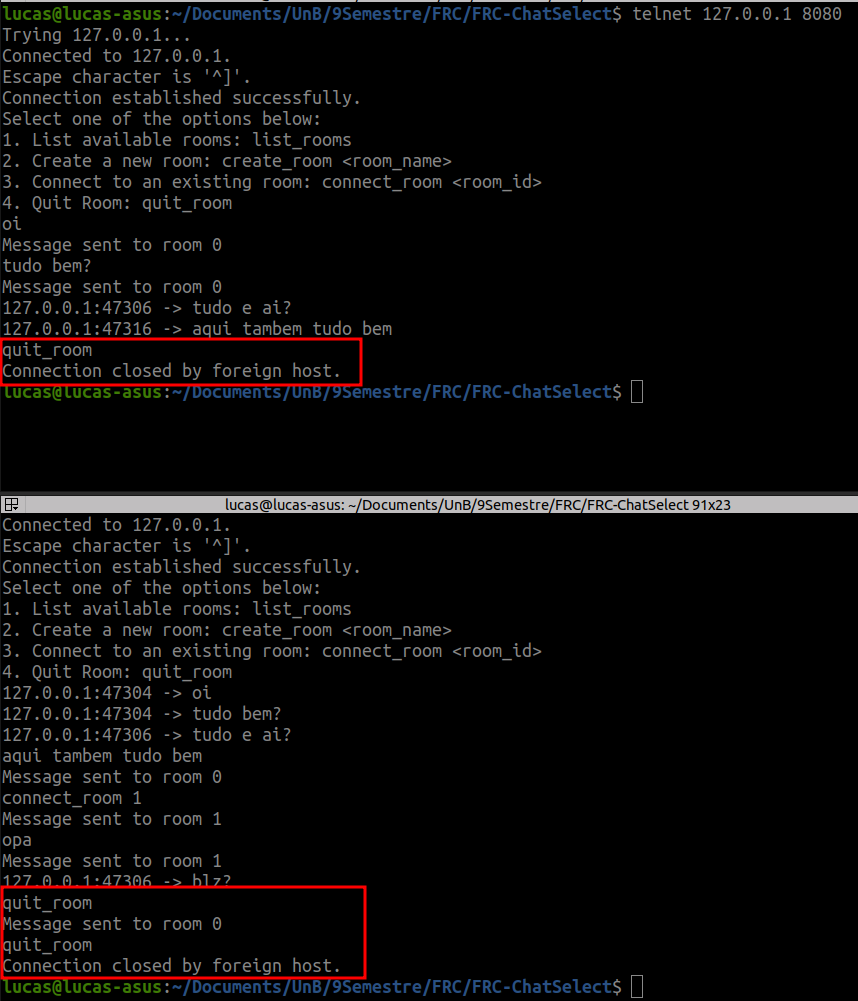 lucas@lucas-asus:~/Documents/UnB/9Semestre/FRC/FRC-ChatSelect$ telnet 127.0.0.1 8080
Trying 127.0.0.1...
Connected to 127.0.0.1.
Escape character is '^]'.
Connection established successfully.
Select one of the options below:
1. List available rooms: list_rooms
2. Create a new room: create_room <room_name>
3. Connect to an existing room: connect_room <room_id>
4. Quit Room: quit_room
oi
Message sent to room 0
tudo bem?
Message sent to room 0
127.0.0.1:47306 -> tudo e ai?
127.0.0.1:47316 -> aqui tambem tudo bem
quit_room
Connection closed by foreign host.
lucas@lucas-asus:~/Documents/UnB/9Semestre/FRC/FRC-ChatSelect$
lucas@lucas-asus: ~/Documents/UnB/9Semestre/FRC/FRC-ChatSelect 91x23
Connected to 127.0.0.1.
Escape character is '^]'.
Connection established successfully.
Select one of the options below:
1. List available rooms: list_rooms
2. Create a new room: create_room <room_name>
3. Connect to an existing room: connect_room <room_id>
4. Quit Room: quit_room
127.0.0.1:47304 -> oi
127.0.0.1:47304 -> tudo bem?
127.0.0.1:47306 -> tudo e ai?
aqui tambem tudo bem
Message sent to room 0
connect_room 1
Message sent to room 1
opa
Message sent to room 1
127.0.0.1:47306 -> blz?
quit_room
Message sent to room 0
quit_room
Connection closed by foreign host.
lucas@lucas-asus:~/Documents/UnB/9Semestre/FRC/FRC-ChatSelect$